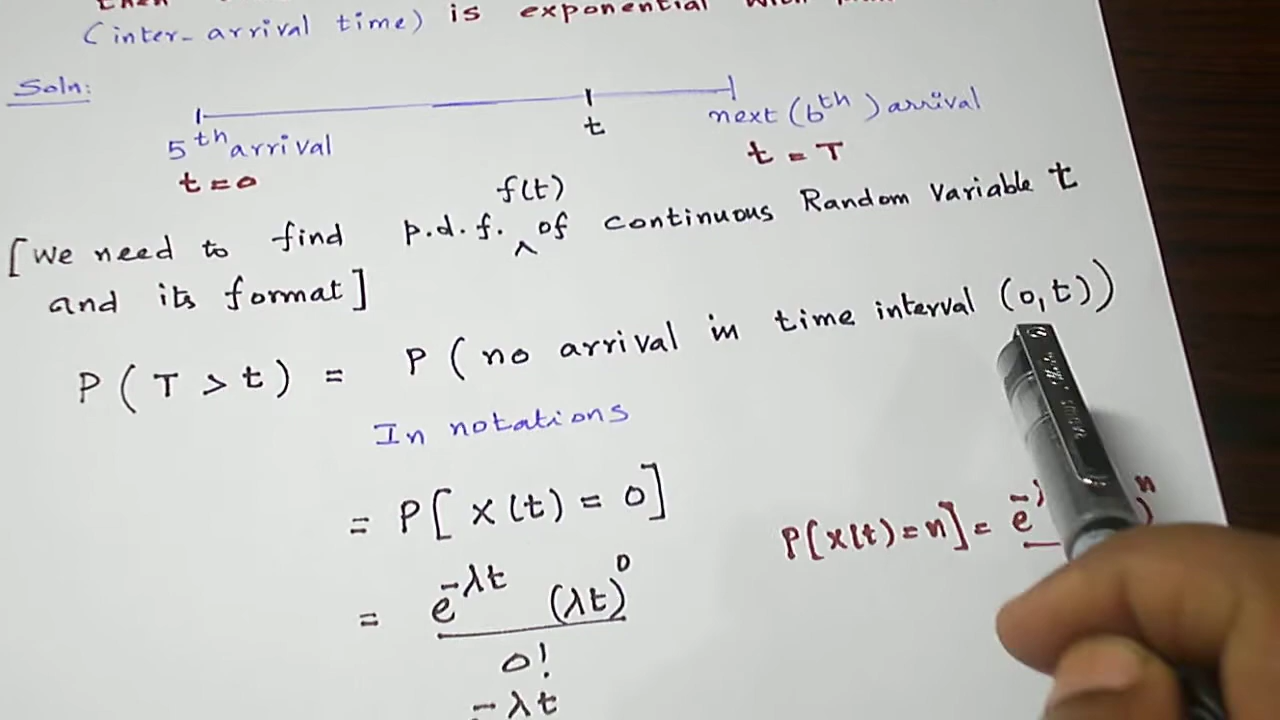 (inter-arrival time) is exponential
Soln:
5th arrival
t = 0
t
next (6th) arrival
t = T
f(t)
[we need to find p.d.f. ^ of continuous Random variable t
and its format]
P(T > t) = P(no arrival in time interval (0,t))
In notations
= P[X(t) = 0]
P[X(t) = n] = e n
= e^-λt (λt)^0
0!
-λt